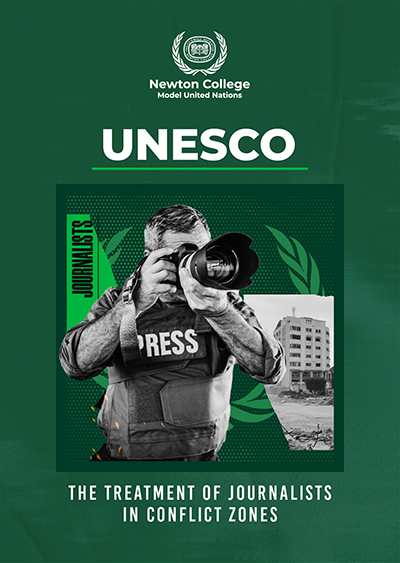 Newton College
Model United Nations
UNESCO
JOURNALISTS
PRESS
THE TREATMENT OF JOURNALISTS
IN CONFLICT ZONES